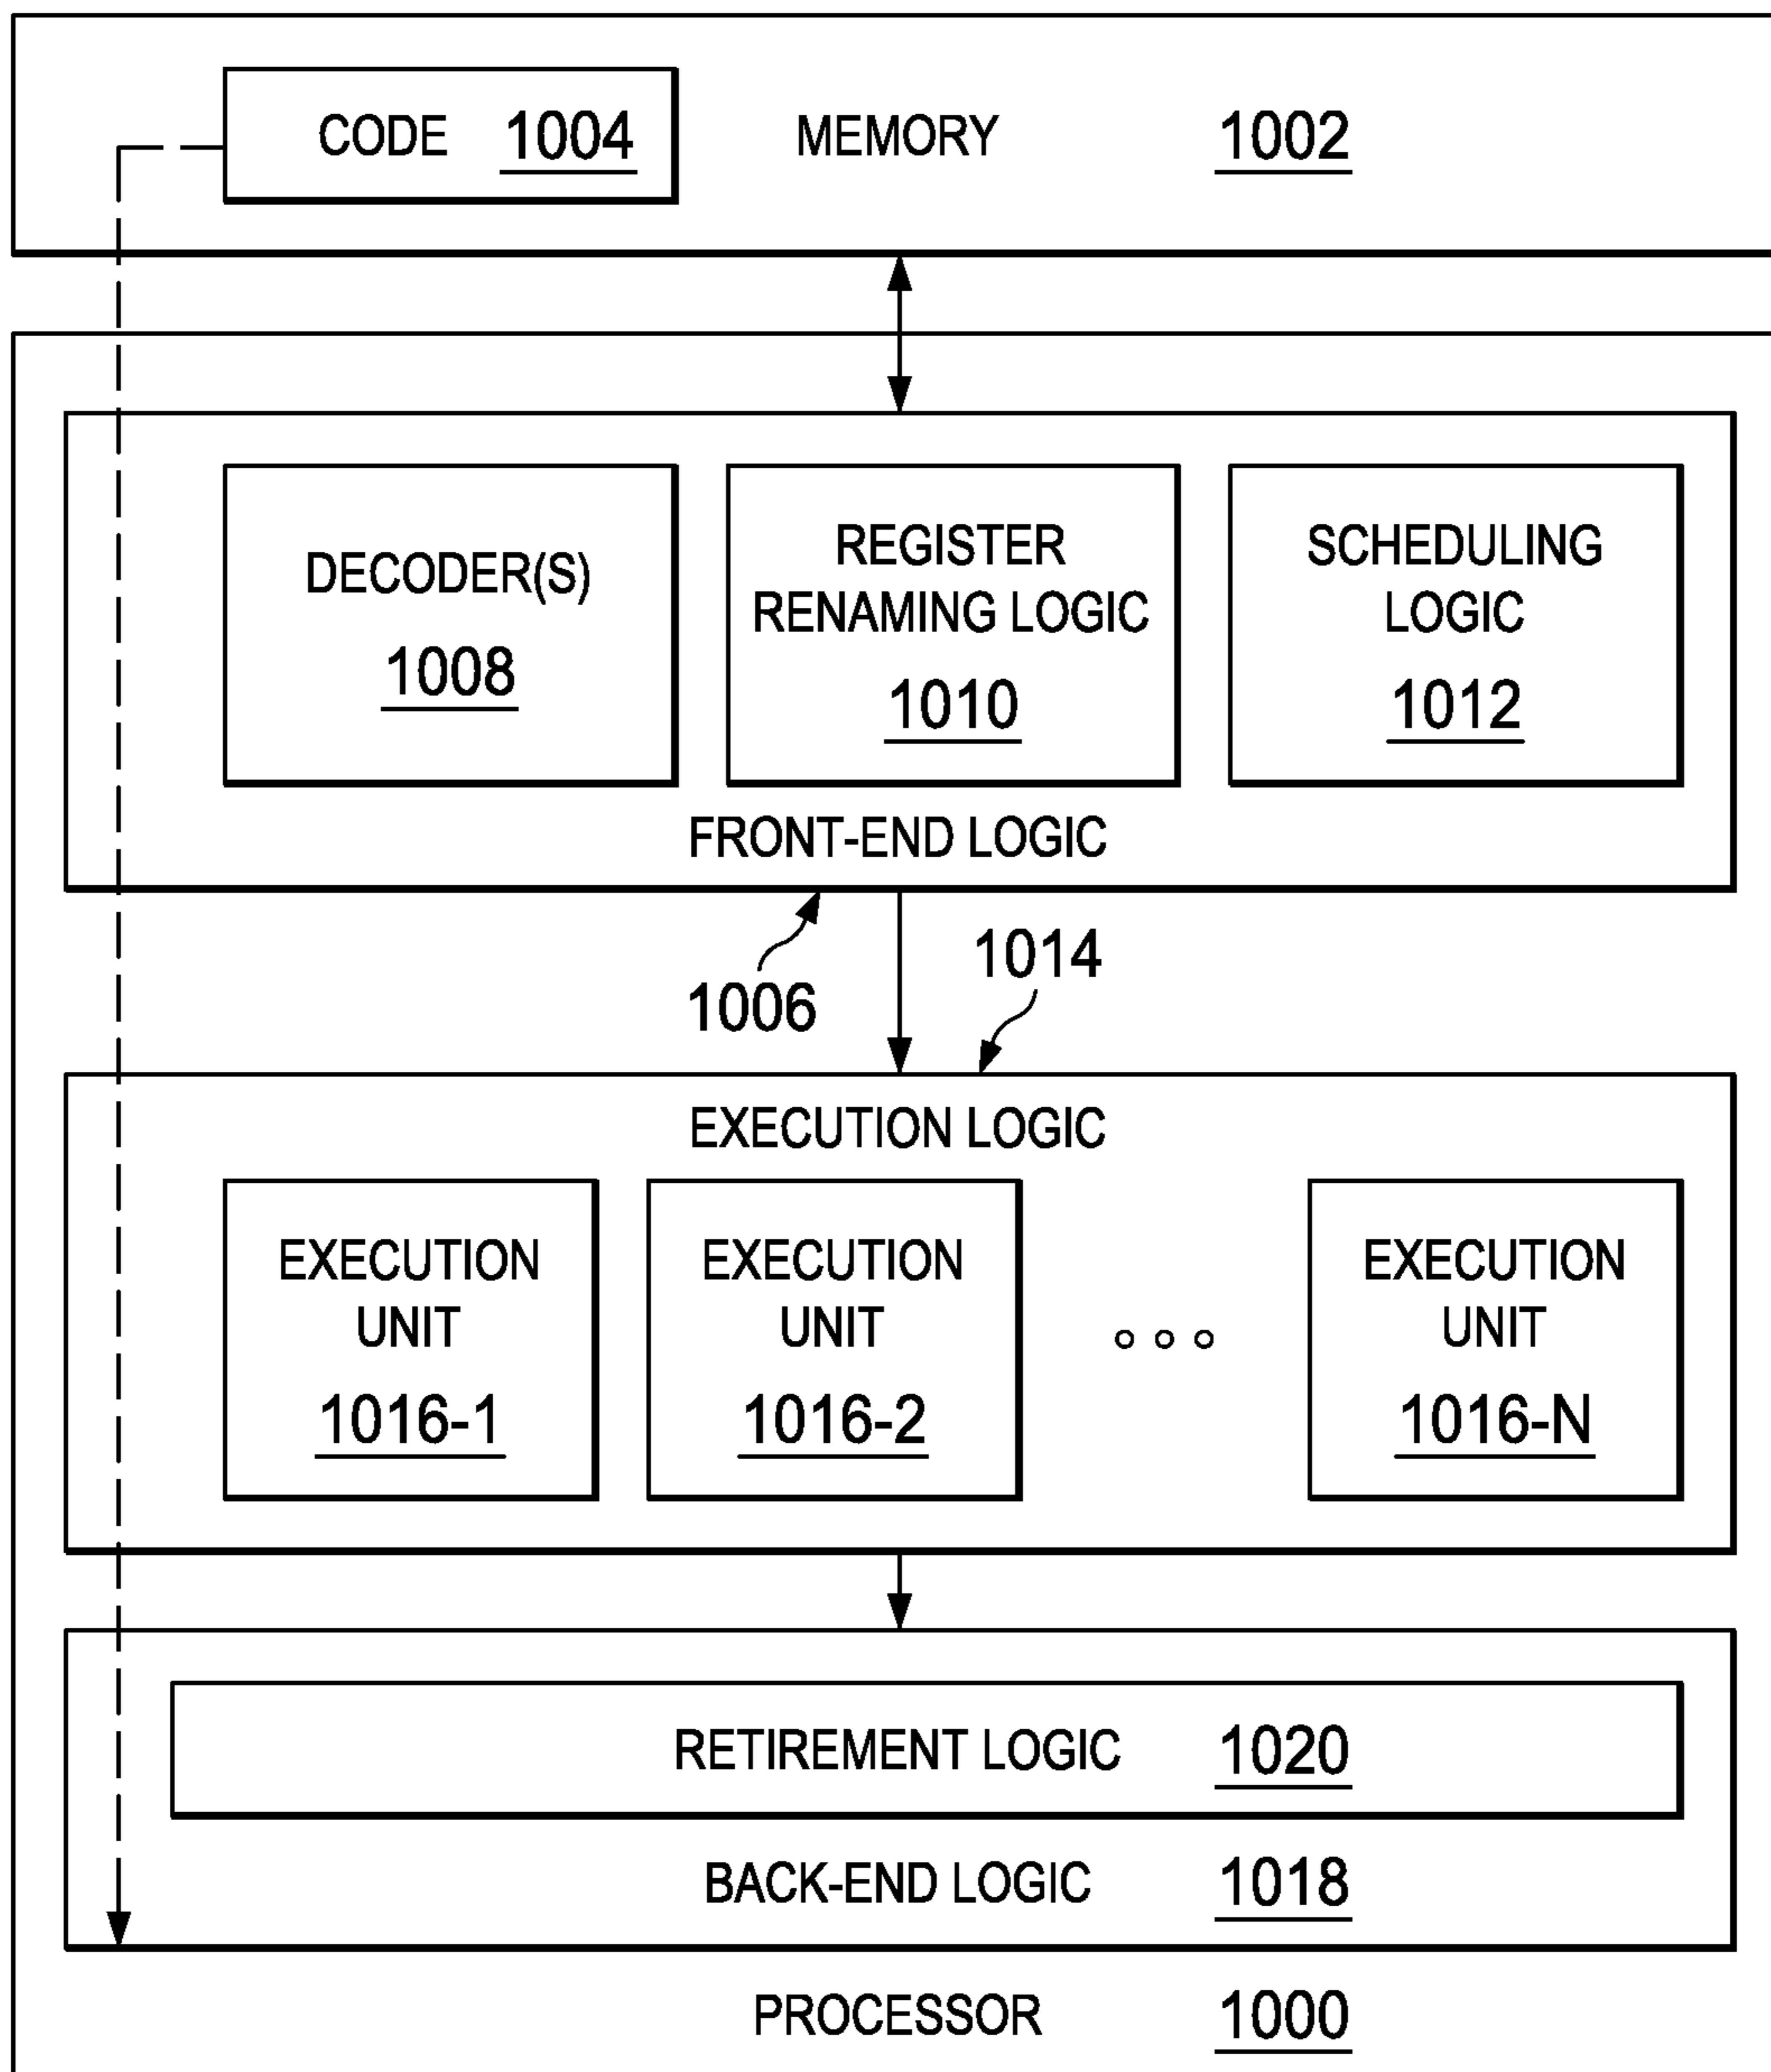 CODE 1004 MEMORY 1002
DECODER(S)
1008
REGISTER
RENAMING LOGIC
1010
SCHEDULING
LOGIC
1012
FRONT-END LOGIC
1006
1014
EXECUTION LOGIC
EXECUTION
UNIT
1016-1
EXECUTION
UNIT
1016-2
EXECUTION
UNIT
1016-N
RETIREMENT LOGIC 1020
BACK-END LOGIC 1018
PROCESSOR 1000